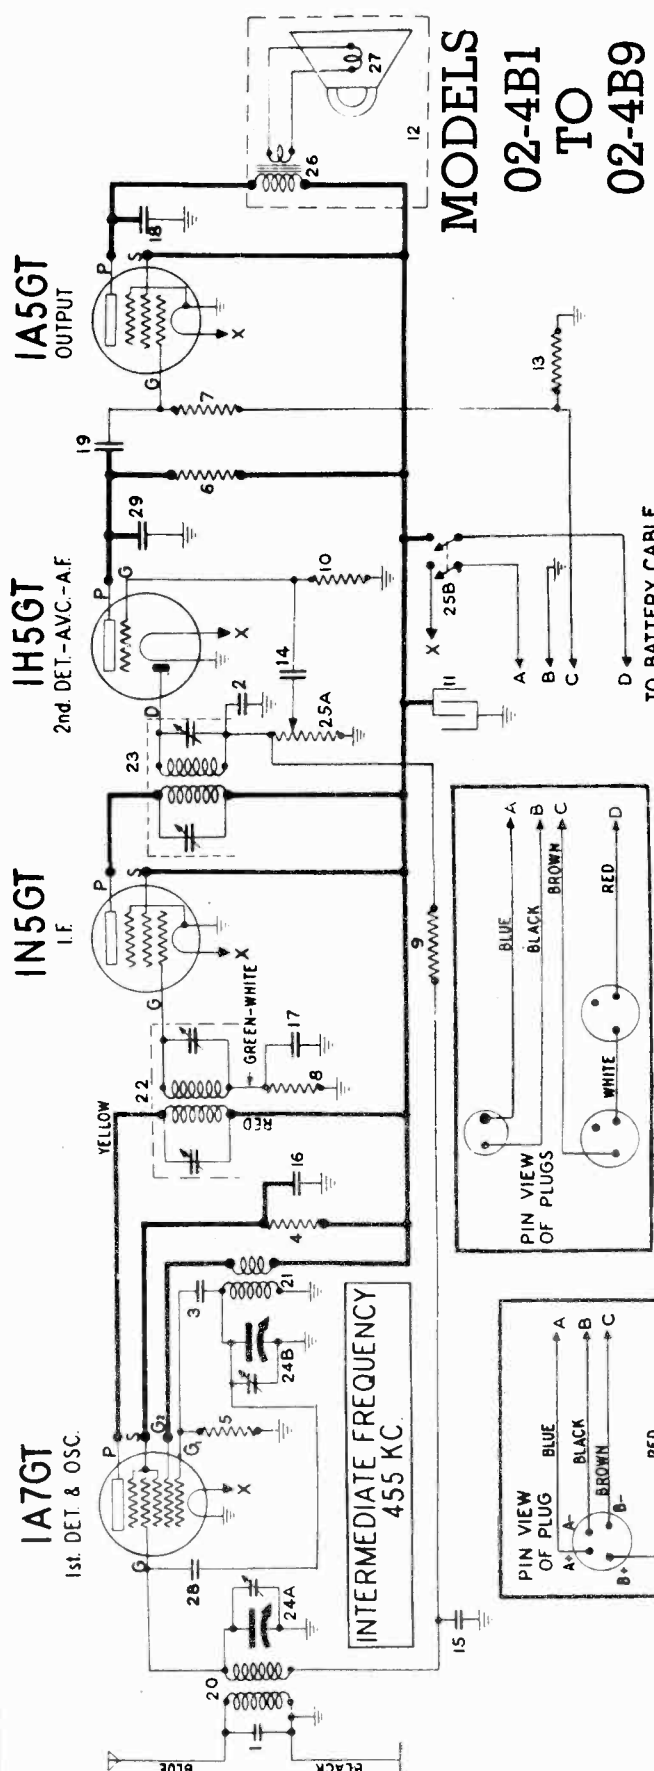 1A7GT
1st. DET. & OSC.
1N5GT
I.F.
1H5GT
2nd. DET.-A.V.C.-A.F.
1A5GT
OUTPUT
P
S
G2
G1
G
X
YELLOW
22
G
P
S
X
23
D
P
G
X
29
19
G
P
S
X
18
26
27
12
BLUE
BLACK
1
20
28
24A
5
3
24B
21
4
16
RED
GREEN-WHITE
8
17
2
25A
14
10
6
7
13
9
15
11
X
25B
A
B
C
D
TO BATTERY CABLE
INTERMEDIATE FREQUENCY
455 KC.
PIN VIEW
OF PLUG
A+
A-
B+
B-
BLUE
A
BLACK
B
BROWN
C
RED
PIN VIEW
OF PLUGS
BLUE
A
BLACK
B
BROWN
C
WHITE
RED
D
MODELS
02-4B1
TO
02-4B9